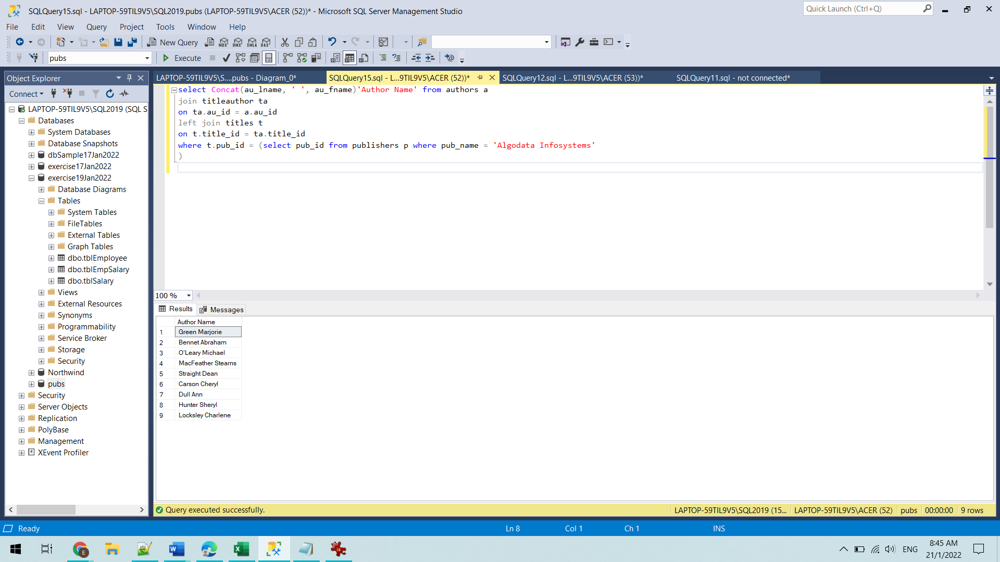 SQLQuery15.sql - LAPTOP-59TIL9V5\SQL2019.pubs (LAPTOP-59TIL9V5\ACER (52))* - Microsoft SQL Server Management Studio
Quick Launch (Ctrl+Q)
File Edit View Query Project Tools Window Help
New Query MDX DMX XMLA DAX
pubs Execute
Object Explorer
LAPTOP-59TIL9V5\S....pubs - Diagram_0* SQLQuery15.sql - L...9TIL9V5\ACER (52))* SQLQuery12.sql - L...9TIL9V5\ACER (53))* SQLQuery11.sql - not connected*
Connect
LAPTOP-59TIL9V5\SQL2019 (SQL S
Databases
System Databases
Database Snapshots
dbSample17Jan2022
exercise17Jan2022
exercise19Jan2022
Database Diagrams
Tables
System Tables
FileTables
External Tables
Graph Tables
dbo.tblEmployee
dbo.tblEmpSalary
dbo.tblSalary
Views
External Resources
Synonyms
Programmability
Service Broker
Storage
Security
Northwind
pubs
Security
Server Objects
Replication
PolyBase
Management
XEvent Profiler
select Concat(au_lname, ' ', au_fname)'Author Name' from authors a
join titleauthor ta
on ta.au_id = a.au_id
left join titles t
on t.title_id = ta.title_id
where t.pub_id = (select pub_id from publishers p where pub_name = 'Algodata Infosystems'
)
100 %
Results Messages
Author Name
1 Green Marjorie
2 Bennet Abraham
3 O'Leary Michael
4 MacFeather Stearns
5 Straight Dean
6 Carson Cheryl
7 Dull Ann
8 Hunter Sheryl
9 Locksley Charlene
Query executed successfully. LAPTOP-59TIL9V5\SQL2019 (15... LAPTOP-59TIL9V5\ACER (52) pubs 00:00:00 9 rows
Ready Ln 8 Col 1 Ch 1 INS
E 64 ENG 8:45 AM
21/1/2022